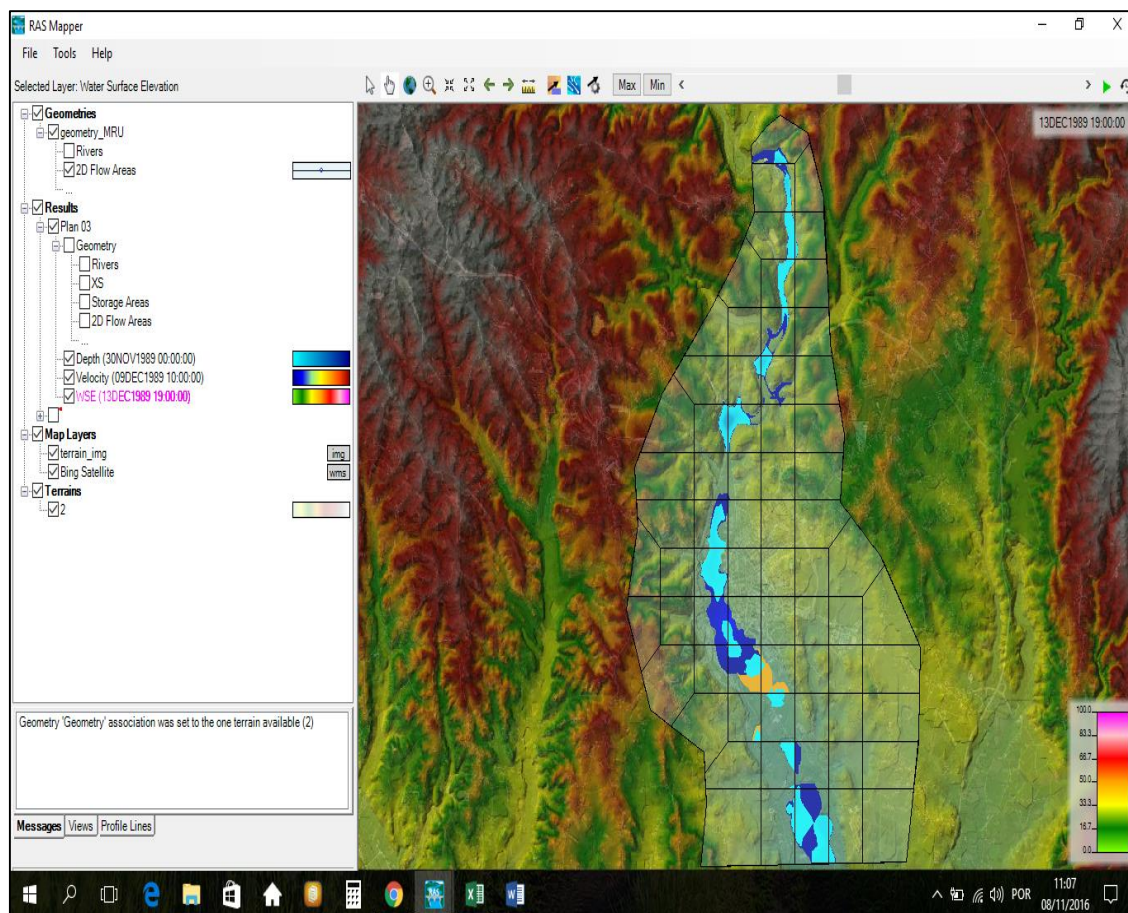 RAS Mapper
File Tools Help
Selected Layer: Water Surface Elevation
Max Min
Geometries
geometry_MRU
Rivers
2D Flow Areas
...
Results
Plan 03
Geometry
Rivers
XS
Storage Areas
2D Flow Areas
...
Depth (30NOV1989 00:00:00)
Velocity (09DEC1989 10:00:00)
WSE (13DEC1989 19:00:00)
Map Layers
terrain_img
img
Bing Satellite
wms
Terrains
2
13DEC1989 19:00:00
Geometry 'Geometry' association was set to the one terrain available (2)
Messages Views Profile Lines
100.0
83.3
66.7
50.0
33.3
16.7
0.0
POR
11:07
08/11/2016